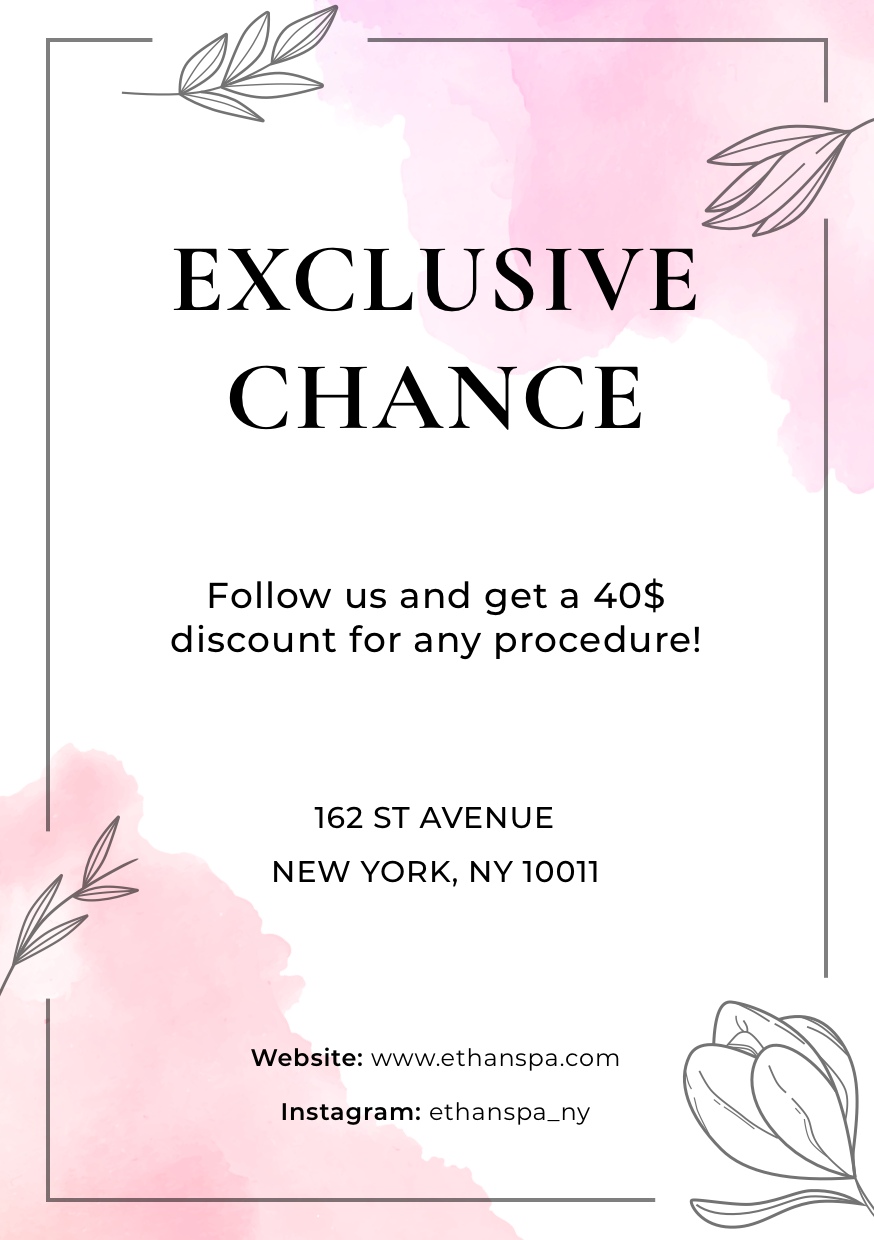 EXCLUSIVE
CHANCE
Follow us and get a 40$
discount for any procedure!
162 ST AVENUE
NEW YORK, NY 10011
Website: www.ethanspa.com
Instagram: ethanspa_ny